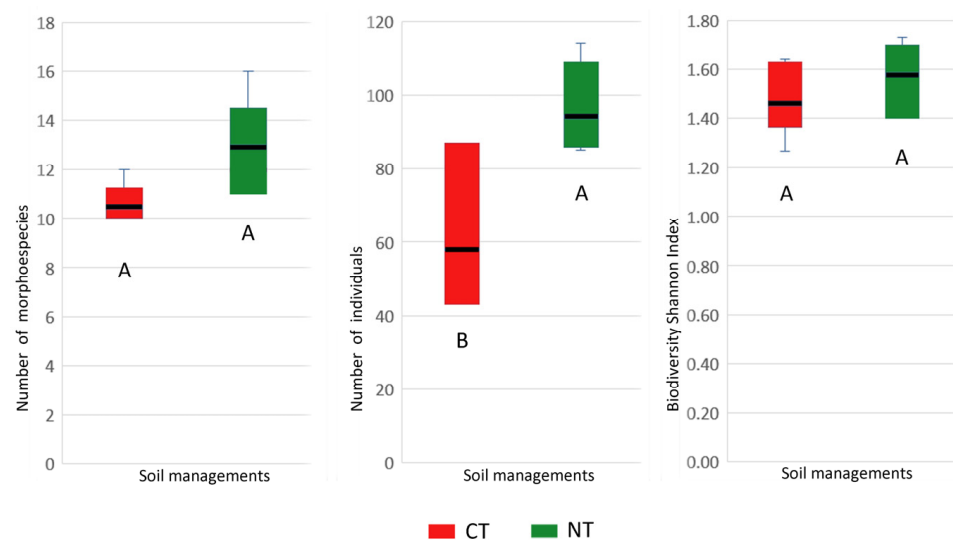 Number of morphoespecies
18
16
14
12
10
8
6
4
2
0
A
A
Soil managements
Number of individuals
120
100
80
60
40
20
0
B
A
Soil managements
Biodiversity Shannon Index
1.80
1.60
1.40
1.20
1.00
0.80
0.60
0.40
0.20
0.00
A
A
Soil managements
CT
NT